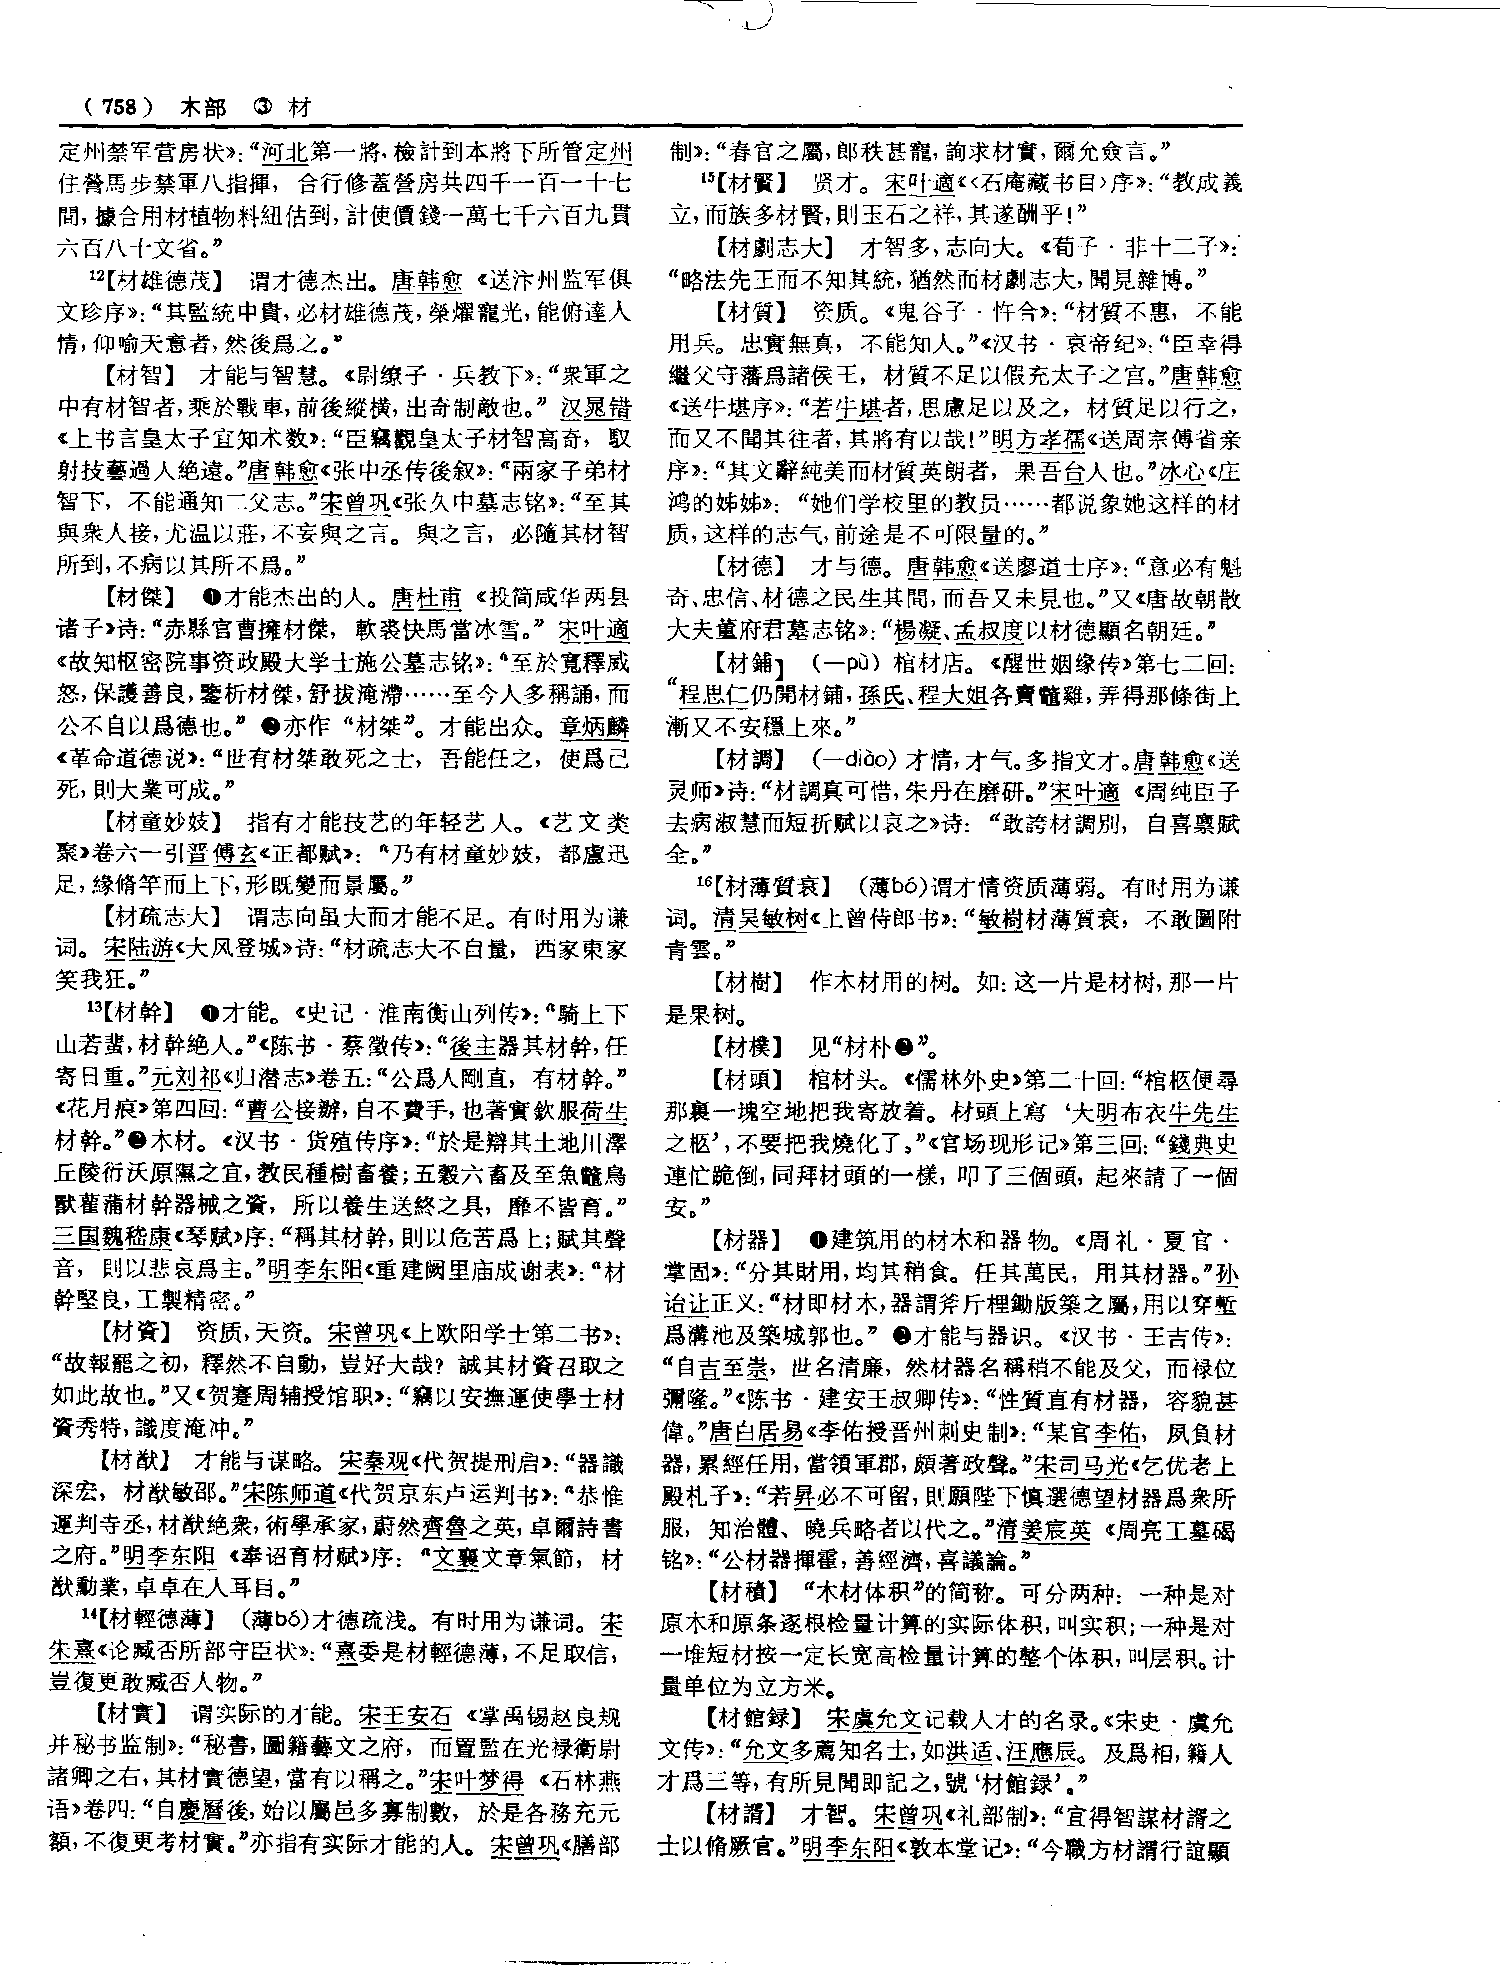 （758） 木部 ③ 材
定州禁军营房状》：“河北第一將，檢計到本將下所管定州
住營馬步禁軍八指揮，合行修蓋營房共四千一百一十七
間，據合用材植物料紐估到，計使價錢一萬七千六百九貫
六百八十文省。”
12【材雄德茂】 谓才德杰出。唐韩愈《送汴州监军俱
文珍序》：“其監統中貴，必材雄德茂，榮燿寵光，能俯達人
情，仰喻天意者，然後爲之。”
【材智】 才能与智慧。《尉缭子·兵教下》：“衆軍之
中有材智者，乘於戰車，前後縱横，出奇制敵也。”汉晁错
《上书言皇太子宜知术数》：“臣竊觀皇太子材智高奇，馭
射技藝過人絶遠。”唐韩愈《张中丞传後叙》：“兩家子弟材
智下，不能通知二父志。”宋曾巩《张久中墓志铭》：“至其
與衆人接，尤温以莊，不妄與之言。與之言，必隨其材智
所到，不病以其所不爲。”
【材傑】 ❶才能杰出的人。唐杜甫《投简咸华两县
诸子》诗：“赤縣官曹擁材傑，軟裘快馬當冰雪。”宋叶適
《故知枢密院事资政殿大学士施公墓志铭》：“至於寬釋威
怒，保護善良，鑒析材傑，舒拔淹滯……至今人多稱誦，而
公不自以爲德也。”❷亦作“材桀”。才能出众。章炳麟
《革命道德说》：“世有材桀敢死之士，吾能任之，使爲己
死，則大業可成。”
【材童妙妓】 指有才能技艺的年轻艺人。《艺文类
聚》卷六一引晋傅玄《正都赋》：“乃有材童妙妓，都盧迅
足，緣脩竿而上下，形既變而景屬。”
【材疏志大】 谓志向虽大而才能不足。有时用为谦
词。宋陆游《大风登城》诗：“材疏志大不自量，西家東家
笑我狂。”
13【材幹】 ❶才能。《史记·淮南衡山列传》：“騎上下
山若蜚，材幹絶人。”《陈书·蔡徵传》：“後主器其材幹，任
寄日重。”元刘祁《归潜志》卷五：“公爲人剛直，有材幹。”
《花月痕》第四回：“曹公接辦，自不費手，也著實欽服荷生
材幹。”❷木材。《汉书·货殖传序》：“於是辯其土地川澤
丘陵衍沃原隰之宜，教民種樹畜養；五穀六畜及至魚鼈鳥
獸雚蒲材幹器械之資，所以養生送終之具，靡不皆育。”
三国魏嵇康《琴赋》序：“稱其材幹，則以危苦爲上；賦其聲
音，則以悲哀爲主。”明李东阳《重建阙里庙成谢表》：“材
幹堅良，工製精密。”
【材資】 资质，天资。宋曾巩《上欧阳学士第二书》：
“故報罷之初，釋然不自動，豈好大哉？誠其材資召取之
如此故也。”又《贺蹇周辅授馆职》：“竊以安撫運使學士材
資秀特，識度淹冲。”
【材猷】 才能与谋略。宋秦观《代贺提刑启》：“器識
深宏，材猷敏邵。”宋陈师道《代贺京东卢运判书》：“恭惟
運判寺丞，材猷絶衆，術學承家，蔚然齊魯之英，卓爾詩書
之府。”明李东阳《奉诏育材赋》序：“文襄文章氣節，材
猷勳業，卓卓在人耳目。”
14【材輕德薄】 （薄bó）才德疏浅。有时用为谦词。宋
朱熹《论臧否所部守臣状》：“熹委是材輕德薄，不足取信，
豈復更敢臧否人物。”
【材實】 谓实际的才能。宋王安石《掌禹锡赵良规
并秘书监制》：“秘書，圖籍藝文之府，而置監在光禄衛尉
諸卿之右，其材實德望，當有以稱之。”宋叶梦得《石林燕
语》卷四：“自慶曆後，始以屬邑多寡制數，於是各務充元
額，不復更考材實。”亦指有实际才能的人。宋曾巩《膳部
制》：“春官之屬，郎秩甚寵，詢求材實，爾允僉言。”
15【材賢】 贤才。宋叶適《〈石庵藏书目〉序》：“教成義
立，而族多材賢，則玉石之祥，其遂酬乎！”
【材劇志大】 才智多，志向大。《荀子·非十二子》：
“略法先王而不知其統，猶然而材劇志大，聞見雜博。”
【材質】 资质。《鬼谷子·忤合》：“材質不惠，不能
用兵。忠實無真，不能知人。”《汉书·哀帝纪》：“臣幸得
繼父守藩爲諸侯王，材質不足以假充太子之宫。”唐韩愈
《送牛堪序》：“若牛堪者，思慮足以及之，材質足以行之，
而又不聞其往者，其將有以哉！”明方孝孺《送周宗傅省亲
序》：“其文辭純美而材質英朗者，果吾台人也。”冰心《庄
鸿的姊姊》：“她们学校里的教员……都说象她这样的材
质，这样的志气，前途是不可限量的。”
【材德】 才与德。唐韩愈《送廖道士序》：“意必有魁
奇、忠信、材德之民生其間，而吾又未見也。”又《唐故朝散
大夫董府君墓志铭》：“楊凝、孟叔度以材德顯名朝廷。”
【材鋪】 （—pù）棺材店。《醒世姻缘传》第七二回：
“程思仁仍開材鋪，孫氏、程大姐各賣鼈雞，弄得那條街上
漸又不安穩上來。”
【材調】 （—diào）才情，才气。多指文才。唐韩愈《送
灵师》诗：“材調真可惜，朱丹在磨研。”宋叶適《周纯臣子
去病淑慧而短折赋以哀之》诗：“敢誇材調別，自喜禀賦
全。”
16【材薄質衰】 （薄bó）谓才情资质薄弱。有时用为谦
词。清吴敏树《上曾侍郎书》：“敏樹材薄質衰，不敢圖附
青雲。”
【材樹】 作木材用的树。如：这一片是材树，那一片
是果树。
【材樸】 见“材朴❷”。
【材頭】 棺材头。《儒林外史》第二十回：“棺柩便尋
那裏一塊空地把我寄放着。材頭上寫‘大明布衣牛先生
之柩’，不要把我燒化了。”《官场现形记》第三回：“錢典史
連忙跪倒，同拜材頭的一樣，叩了三個頭，起來請了一個
安。”
【材器】 ❶建筑用的材木和器物。《周礼·夏官·
掌固》：“分其財用，均其稍食。任其萬民，用其材器。”孙
诒让正义：“材即材木，器謂斧斤梩鋤版築之屬，用以穿塹
爲溝池及築城郭也。”❷才能与器识。《汉书·王吉传》：
“自吉至崇，世名清廉，然材器名稱稍不能及父，而禄位
彌隆。”《陈书·建安王叔卿传》：“性質直有材器，容貌甚
偉。”唐白居易《李佑授晋州刺史制》：“某官李佑，夙負材
器，累經任用，當領軍郡，頗著政聲。”宋司马光《乞优老上
殿札子》：“若昇必不可留，則願陛下慎選德望材器爲衆所
服，知治體、曉兵略者以代之。”清姜宸英《周亮工墓碣
铭》：“公材器揮霍，善經濟，喜議論。”
【材積】 “木材体积”的简称。可分两种：一种是对
原木和原条逐根检量计算的实际体积，叫实积；一种是对
一堆短材按一定长宽高检量计算的整个体积，叫层积。计
量单位为立方米。
【材館録】 宋虞允文记载人才的名录。《宋史·虞允
文传》：“允文多薦知名士，如洪适、汪應辰。及爲相，籍人
才爲三等，有所見聞即記之，號‘材館録’。”
【材諝】 才智。宋曾巩《礼部制》：“宜得智謀材諝之
士以脩厥官。”明李东阳《敦本堂记》：“今職方材諝行誼顯